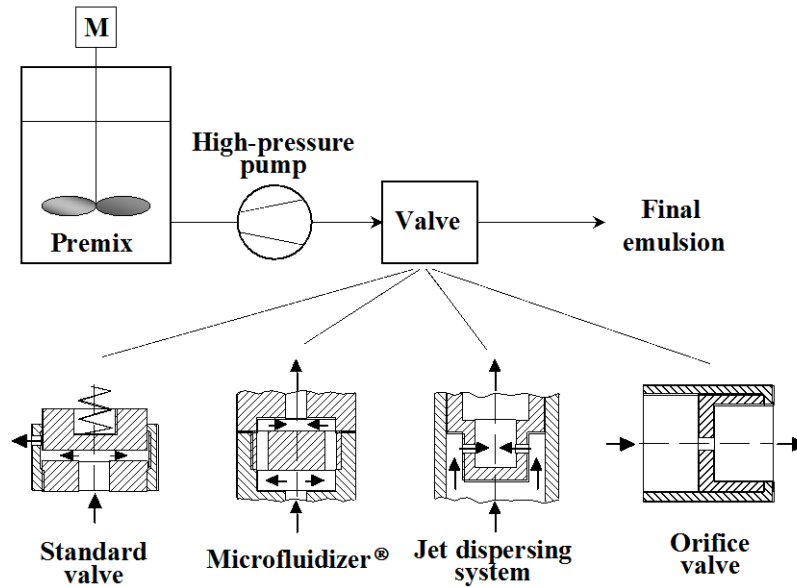 M
High-pressure
pump
Premix
Valve
Final
emulsion
Standard
valve
Microfluidizer®
Jet dispersing
system
Orifice
valve